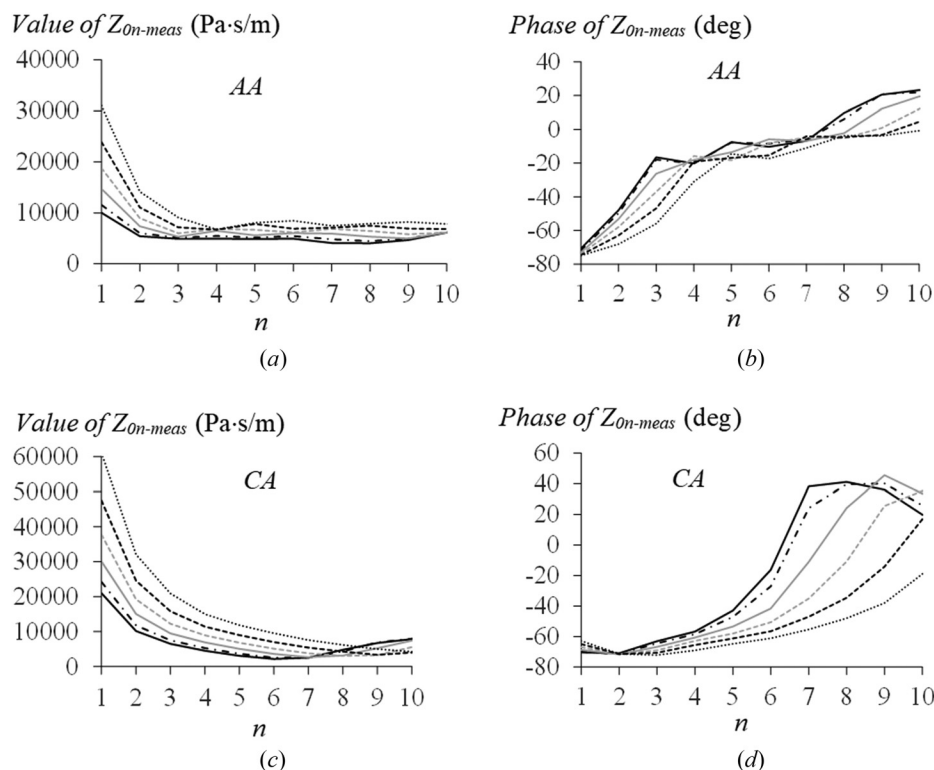 Value of Z0n-meas (Pa·s/m)
AA
40000
30000
20000
10000
0
1 2 3 4 5 6 7 8 9 10
n
(a)
Phase of Z0n-meas (deg)
AA
40
20
0
-20
-40
-60
-80
1 2 3 4 5 6 7 8 9 10
n
(b)
Value of Z0n-meas (Pa·s/m)
CA
60000
50000
40000
30000
20000
10000
0
1 2 3 4 5 6 7 8 9 10
n
(c)
Phase of Z0n-meas (deg)
CA
60
40
20
0
-20
-40
-60
-80
1 2 3 4 5 6 7 8 9 10
n
(d)